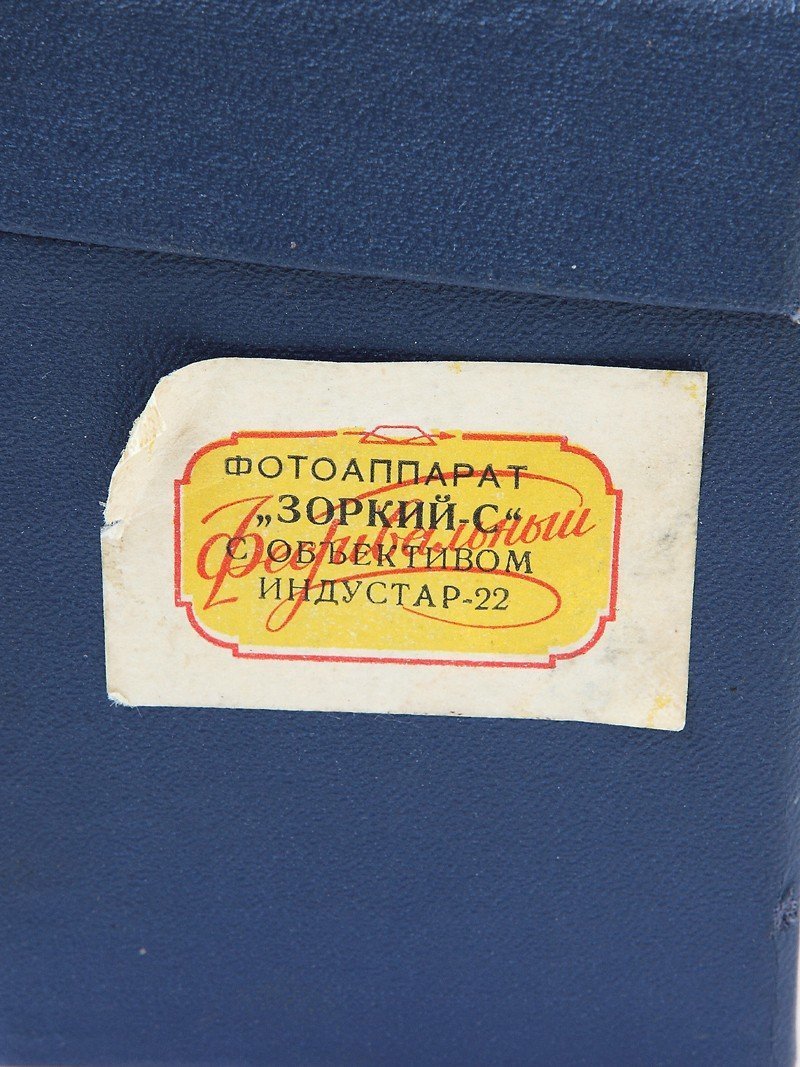 ФОТОАППАРАТ
„ЗОРКИЙ-С“
Фестивальный
С ОБЪЕКТИВОМ
ИНДУСТАР-22